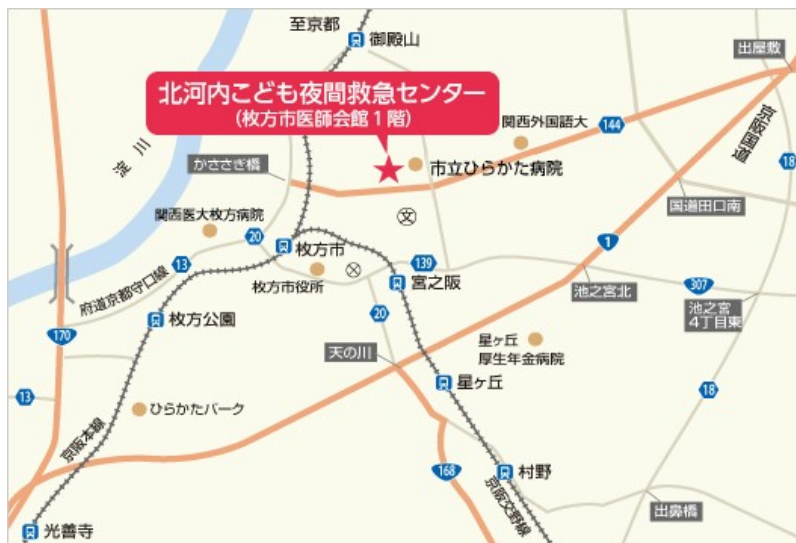 至京都
御殿山
出屋敷
北河内こども夜間救急センター
(枚方市医師会館1階)
関西外国語大
144
京阪国道
淀川
かささぎ橋
市立ひらかた病院
18
関西医大枚方病院
国道田口南
文
20
枚方市
1
13
139
府道京都守口線
枚方市役所
宮之阪
池之宮北
307
枚方公園
20
池之宮
4丁目東
170
星ヶ丘
厚生年金病院
天の川
星ヶ丘
18
13
ひらかたパーク
京阪本線
168
村野
京阪交野線
出鼻橋
光善寺